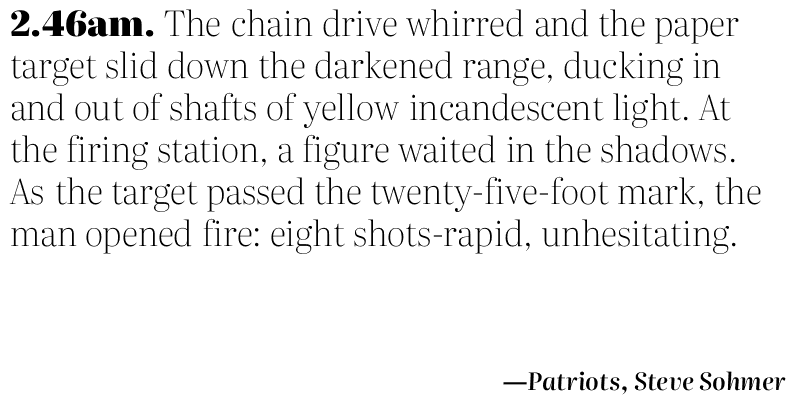 2.46am. The chain drive whirred and the paper
target slid down the darkened range, ducking in
and out of shafts of yellow incandescent light. At
the firing station, a figure waited in the shadows.
As the target passed the twenty-five-foot mark, the
man opened fire: eight shots-rapid, unhesitating.
—Patriots, Steve Sohmer